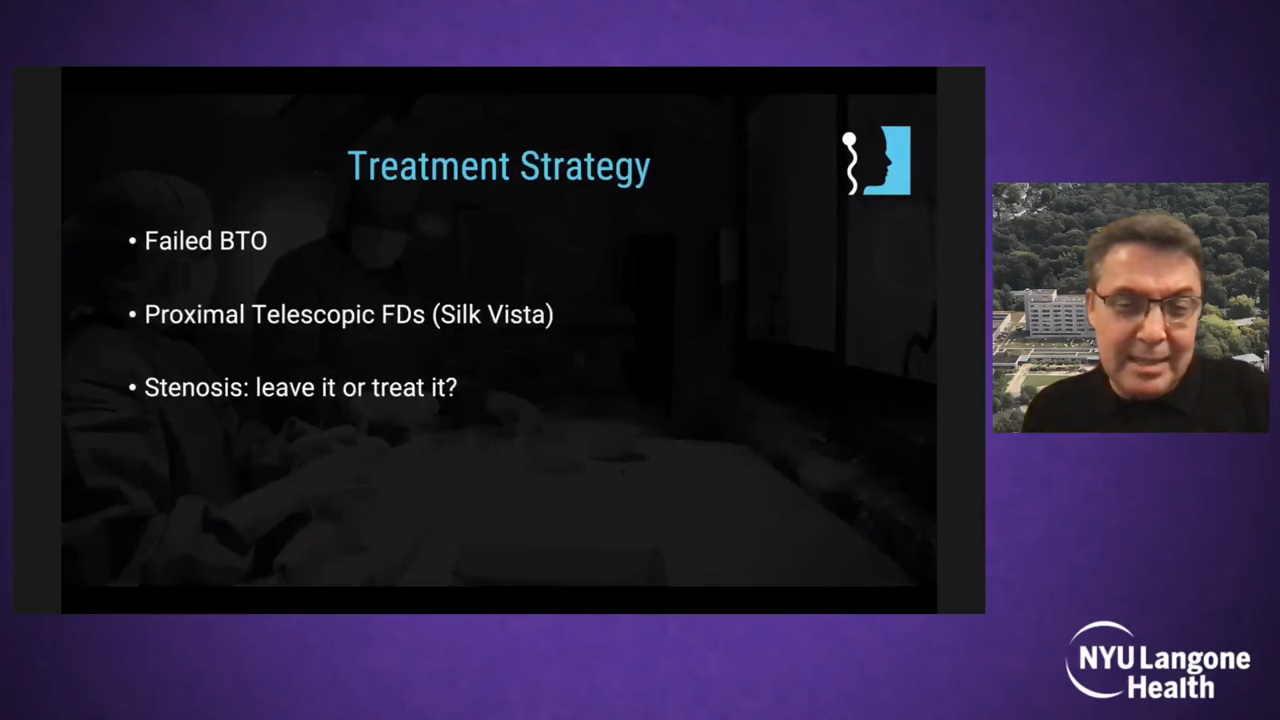 Treatment Strategy
• Failed BTO
• Proximal Telescopic FDs (Silk Vista)
• Stenosis: leave it or treat it?
NYU Langone
Health